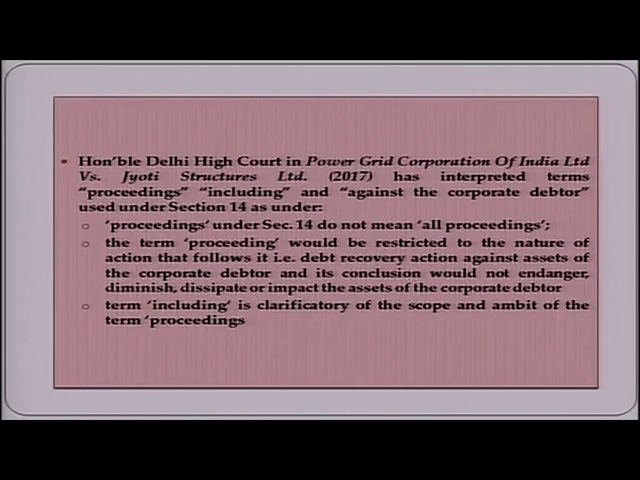 • Hon'ble Delhi High Court in Power Grid Corporation Of India Ltd
Vs. Jyoti Structures Ltd. (2017) has interpreted terms
"proceedings" "including" and "against the corporate debtor"
used under Section 14 as under:
o 'proceedings' under Sec. 14 do not mean 'all proceedings';
o the term 'proceeding' would be restricted to the nature of
action that follows it i.e. debt recovery action against assets of
the corporate debtor and its conclusion would not endanger,
diminish, dissipate or impact the assets of the corporate debtor
o term 'including' is clarificatory of the scope and ambit of the
term 'proceedings